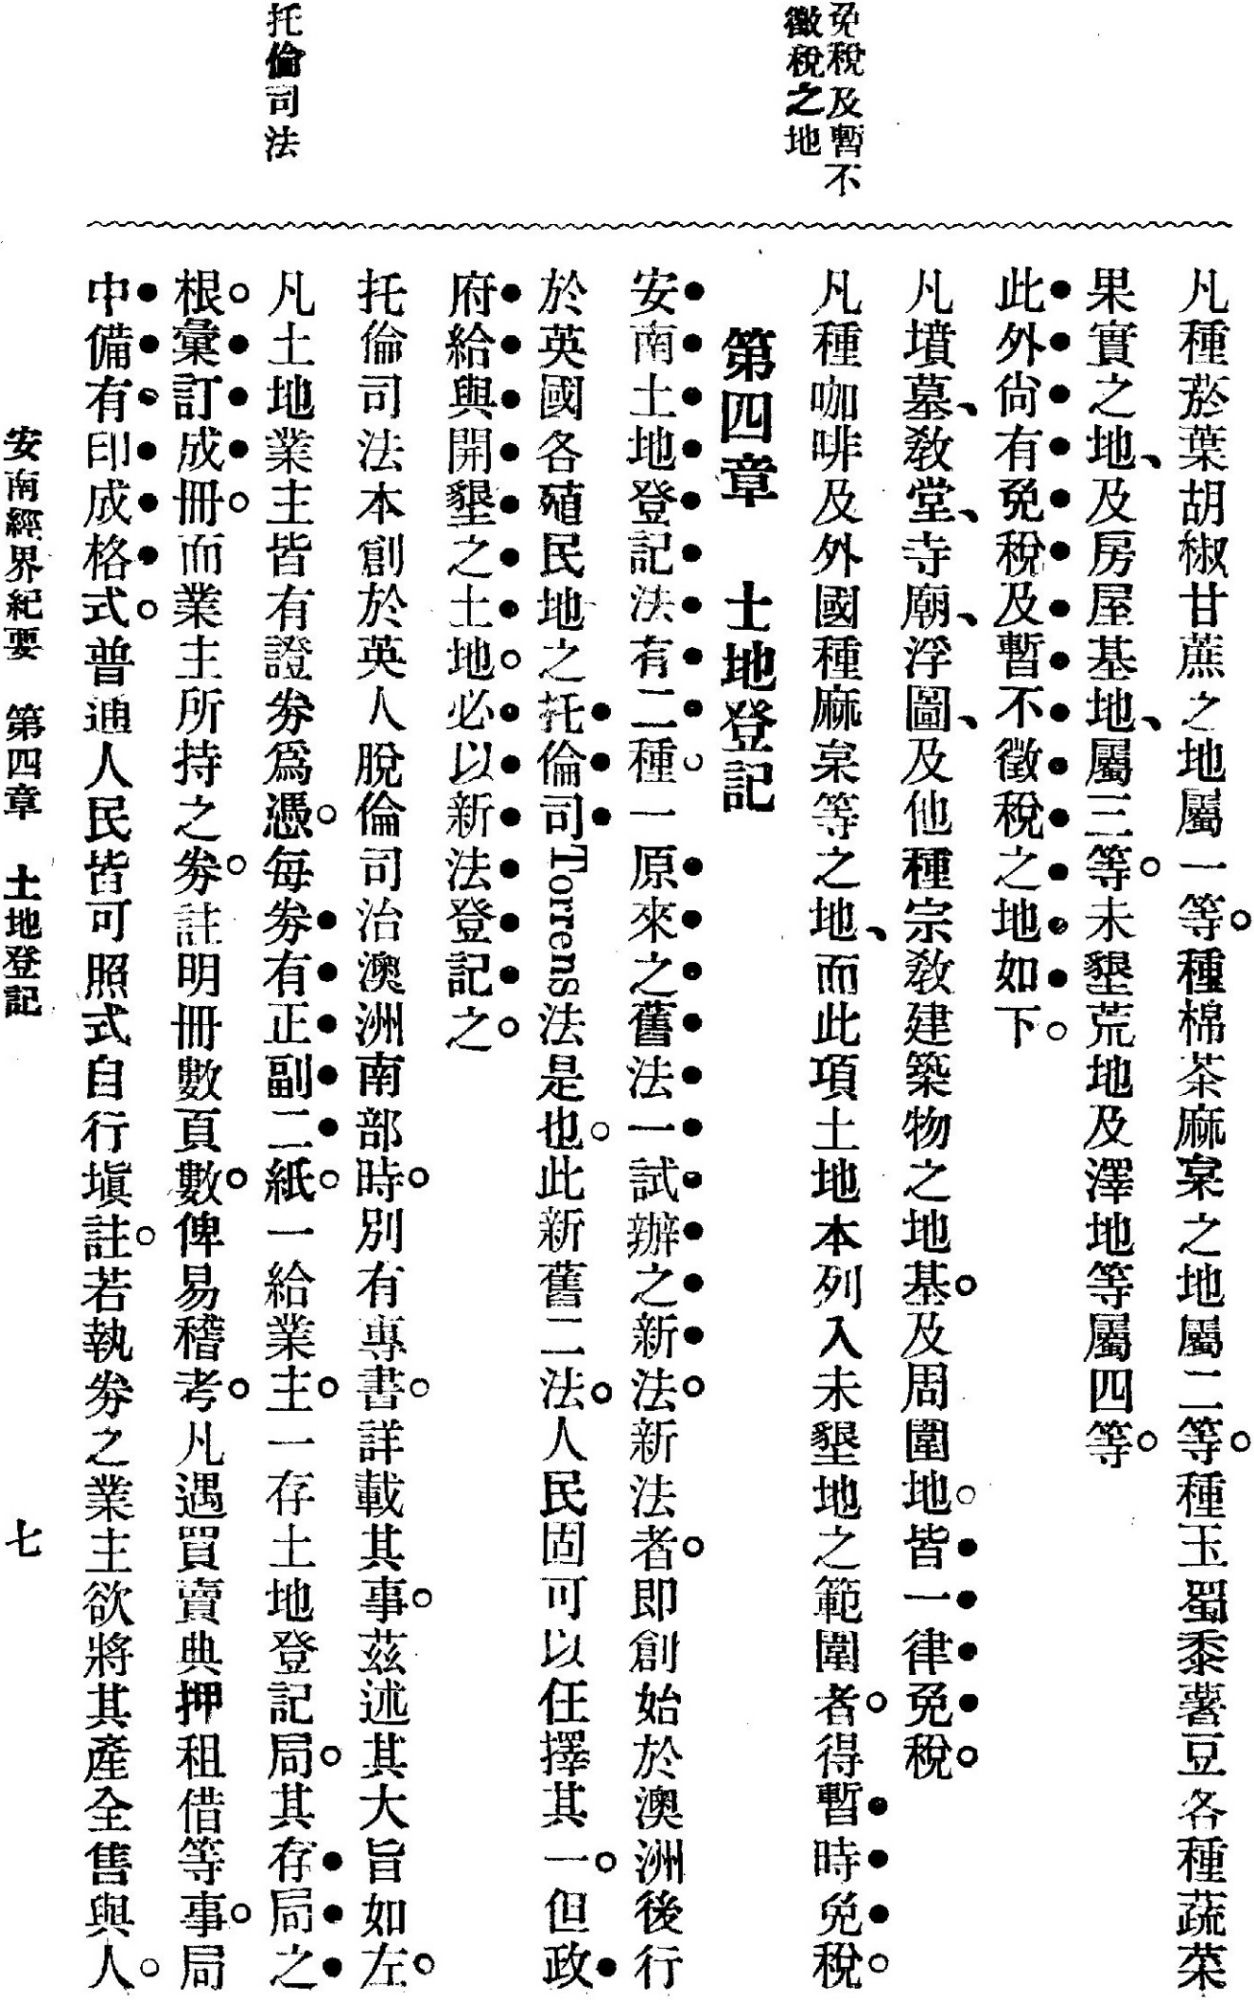 免稅及暫不
徵稅之地
托倫司法
凡種菸葉胡椒甘蔗之地屬一等。種棉茶麻枲之地屬二等。種玉蜀黍薯豆各種蔬菜
果實之地、及房屋基地、屬三等。未墾荒地及澤地等屬四等。
此外尙有免稅及暫不徵稅之地如下。
凡墳墓、敎堂、寺廟、浮圖、及他種宗敎建築物之地基。及周圍地。皆一律免稅。
凡種咖啡及外國種麻枲等之地、而此項土地本列入未墾地之範圍者。得暫時免稅。
第四章　土地登記
安南土地登記法有二種。一原來之舊法一試辦之新法。新法者。即創始於澳洲後行
於英國各殖民地之托倫司Torrens法是也。此新舊二法。人民固可以任擇其一。但政
府給與開墾之土地。必以新法登記之。
托倫司法本創於英人脫倫司治澳洲南部時。別有專書。詳載其事。茲述其大旨如左。
凡土地業主皆有證劵爲憑。每劵有正副二紙。一給業主。一存土地登記局。其存局之
根。彙訂成冊。而業主所持之劵。註明冊數頁數。俾易稽考。凡遇買賣典押租借等事。局
中備有印成格式。普通人民皆可照式自行塡註。若執劵之業主欲將其產全售與人。
安南經界紀要　第四章　土地登記
七